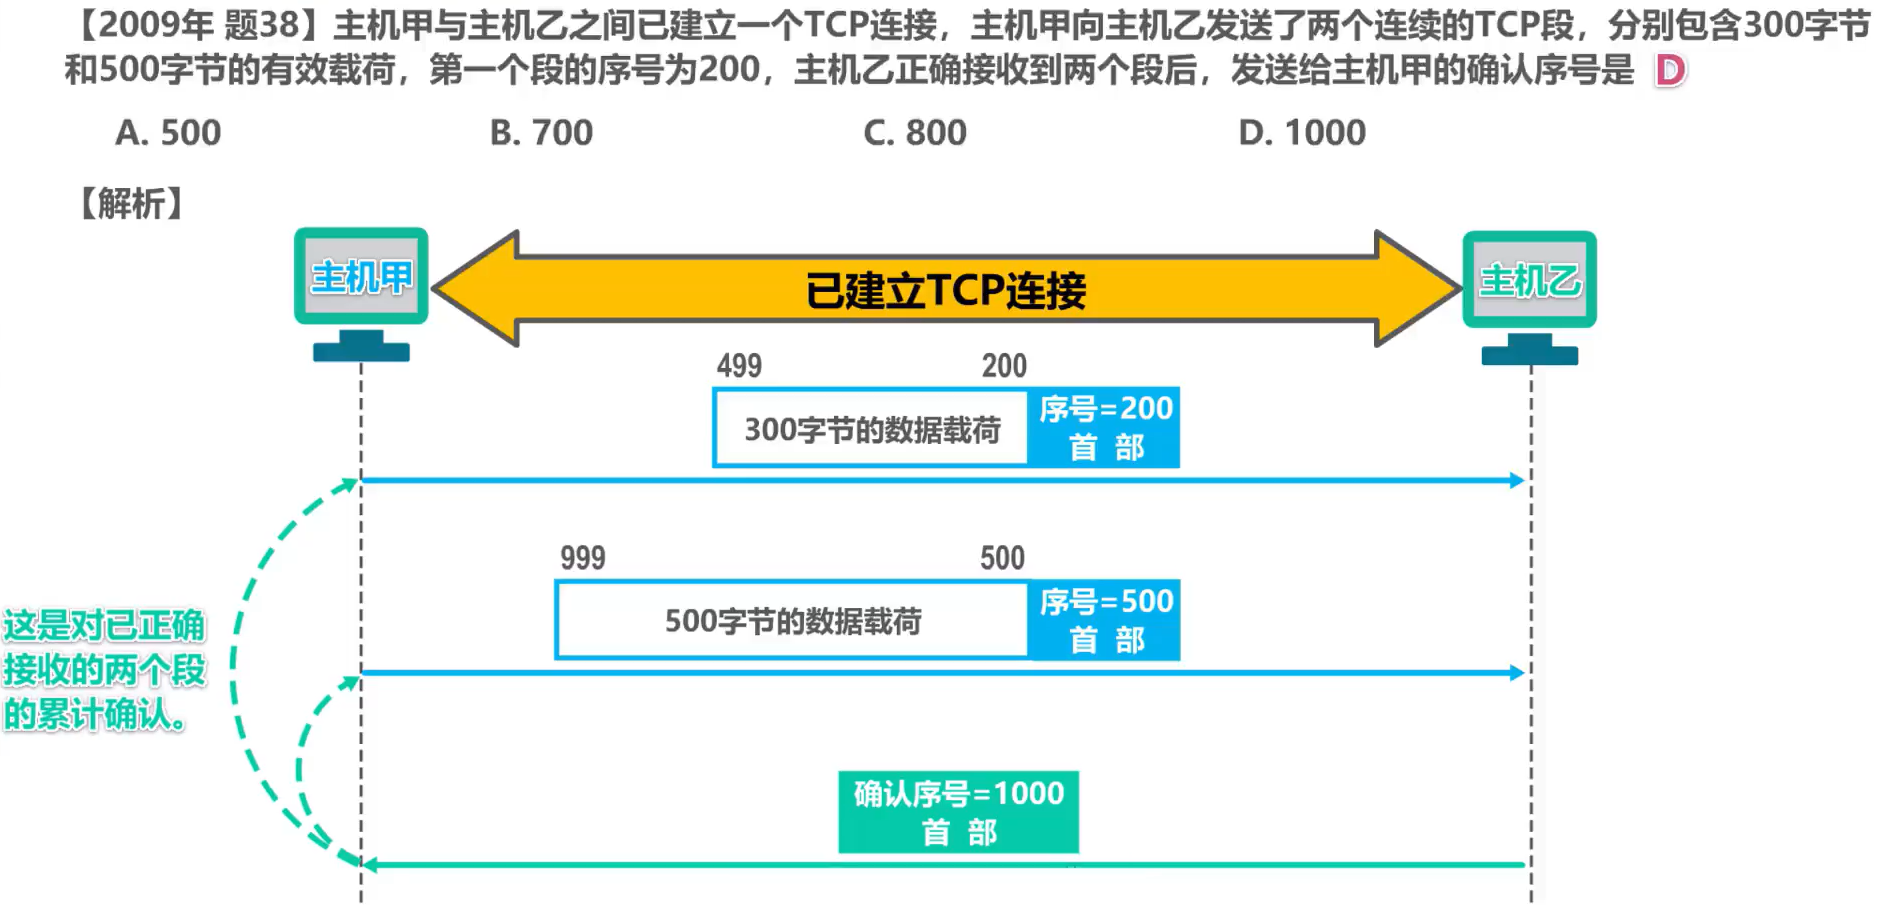 【2009年 题38】主机甲与主机乙之间已建立一个TCP连接，主机甲向主机乙发送了两个连续的TCP段，分别包含300字节
和500字节的有效载荷，第一个段的序号为200，主机乙正确接收到两个段后，发送给主机甲的确认序号是 D
A. 500 B. 700 C. 800 D. 1000
【解析】
主机甲
已建立TCP连接
主机乙
499 200
300字节的数据载荷
序号=200
首 部
999 500
500字节的数据载荷
序号=500
首 部
这是对已正确
接收的两个段
的累计确认。
确认序号=1000
首 部